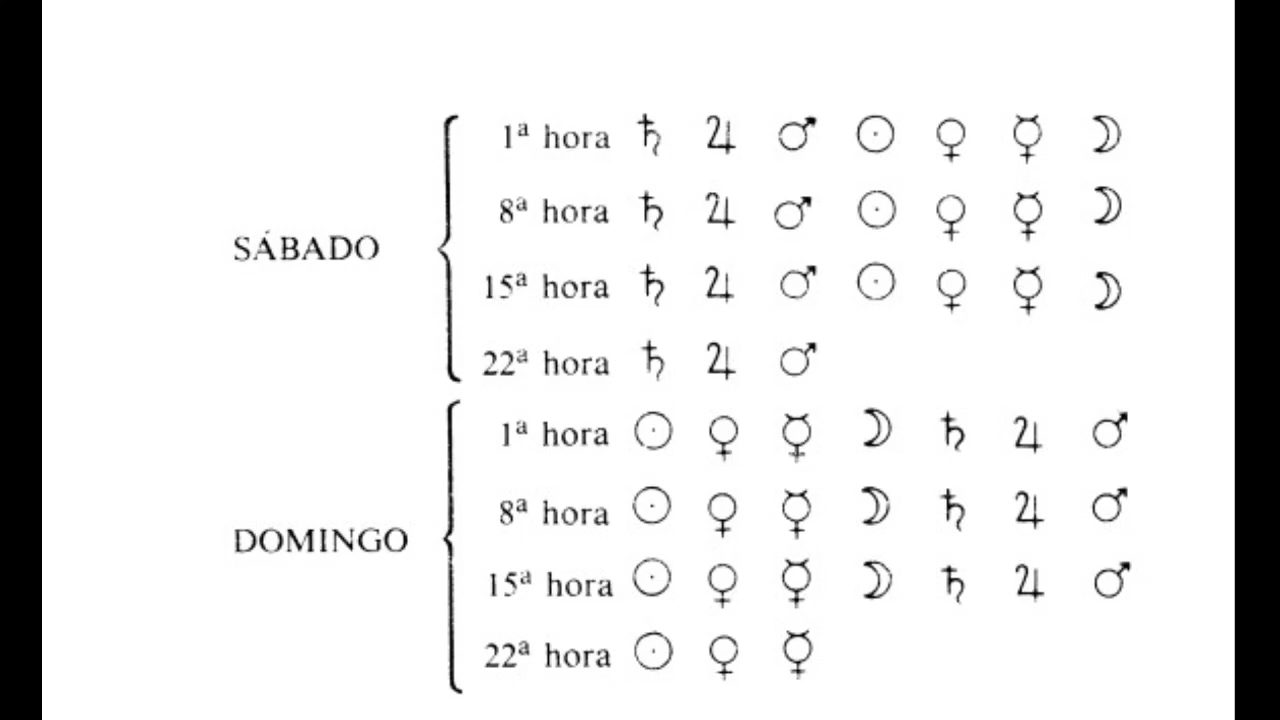 SÁBADO
1ª hora ♄ ♃ ♂ ☉ ♀ ☿ ☽
8ª hora ♄ ♃ ♂ ☉ ♀ ☿ ☽
15ª hora ♄ ♃ ♂ ☉ ♀ ☿ ☽
22ª hora ♄ ♃ ♂
DOMINGO
1ª hora ☉ ♀ ☿ ☽ ♄ ♃ ♂
8ª hora ☉ ♀ ☿ ☽ ♄ ♃ ♂
15ª hora ☉ ♀ ☿ ☽ ♄ ♃ ♂
22ª hora ☉ ♀ ☿